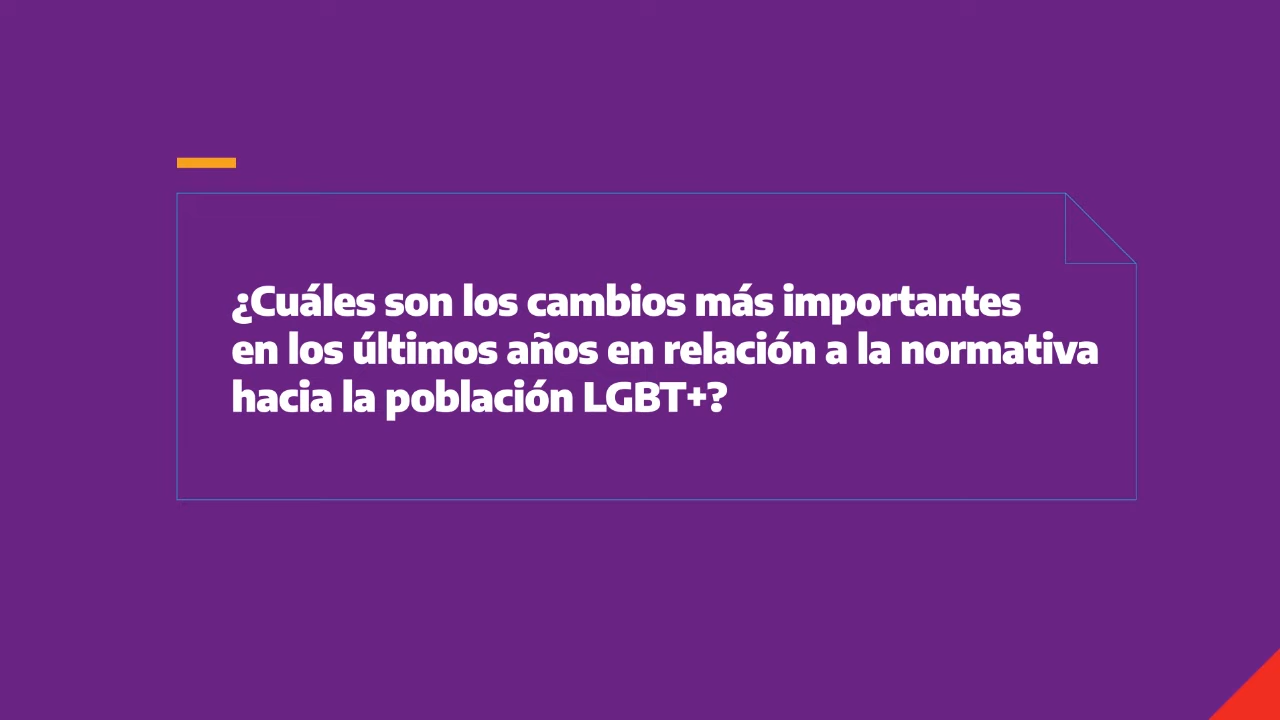 ¿Cuáles son los cambios más importantes
en los últimos años en relación a la normativa
hacia la población LGBT+?